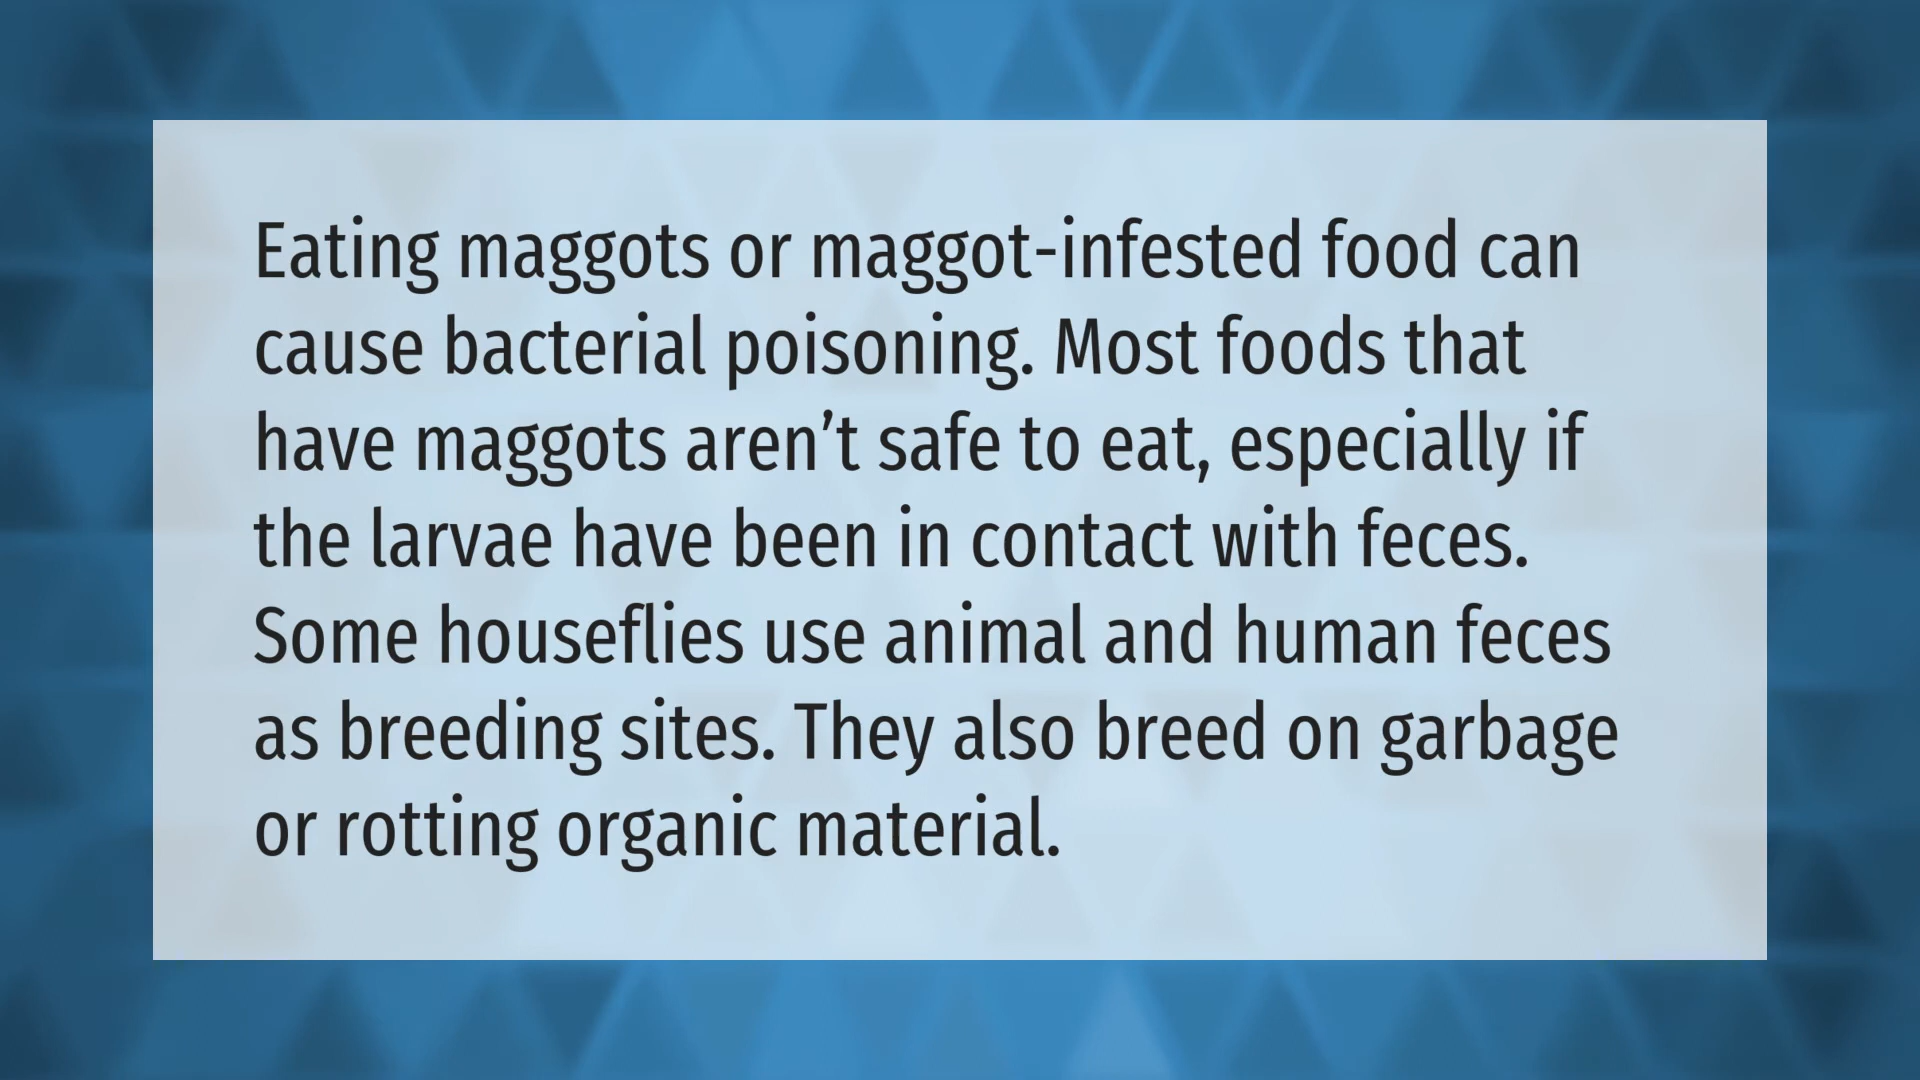 Eating maggots or maggot-infested food can
cause bacterial poisoning. Most foods that
have maggots aren’t safe to eat, especially if
the larvae have been in contact with feces.
Some houseflies use animal and human feces
as breeding sites. They also breed on garbage
or rotting organic material.